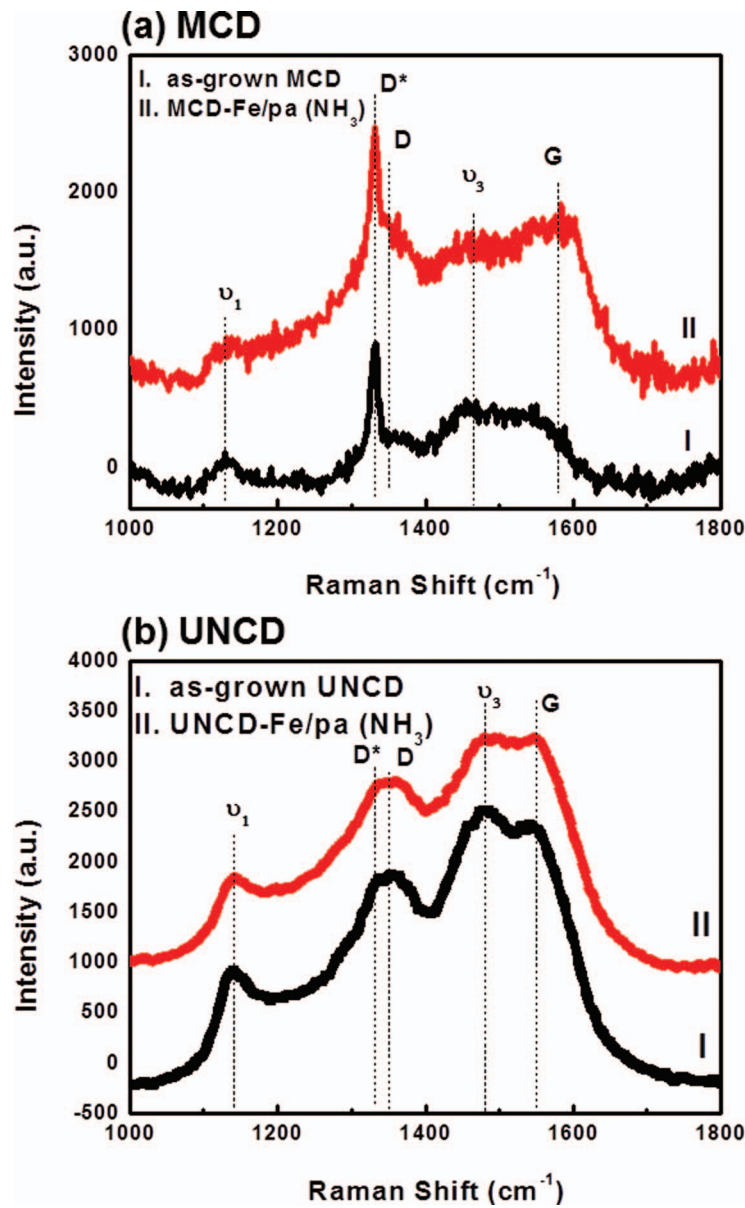 (a) MCD
3000
I. as-grown MCD
II. MCD-Fe/pa (NH₃)
D*
D
G
υ₃
υ₁
2000
1000
0
II
I
Intensity (a.u.)
1000 1200 1400 1600 1800
Raman Shift (cm⁻¹)
(b) UNCD
4000
I. as-grown UNCD
3500
II. UNCD-Fe/pa (NH₃)
υ₃
G
D*
D
3000
2500
υ₁
2000
1500
1000
500
0
-500
II
I
Intensity (a.u.)
1000 1200 1400 1600 1800
Raman Shift (cm⁻¹)